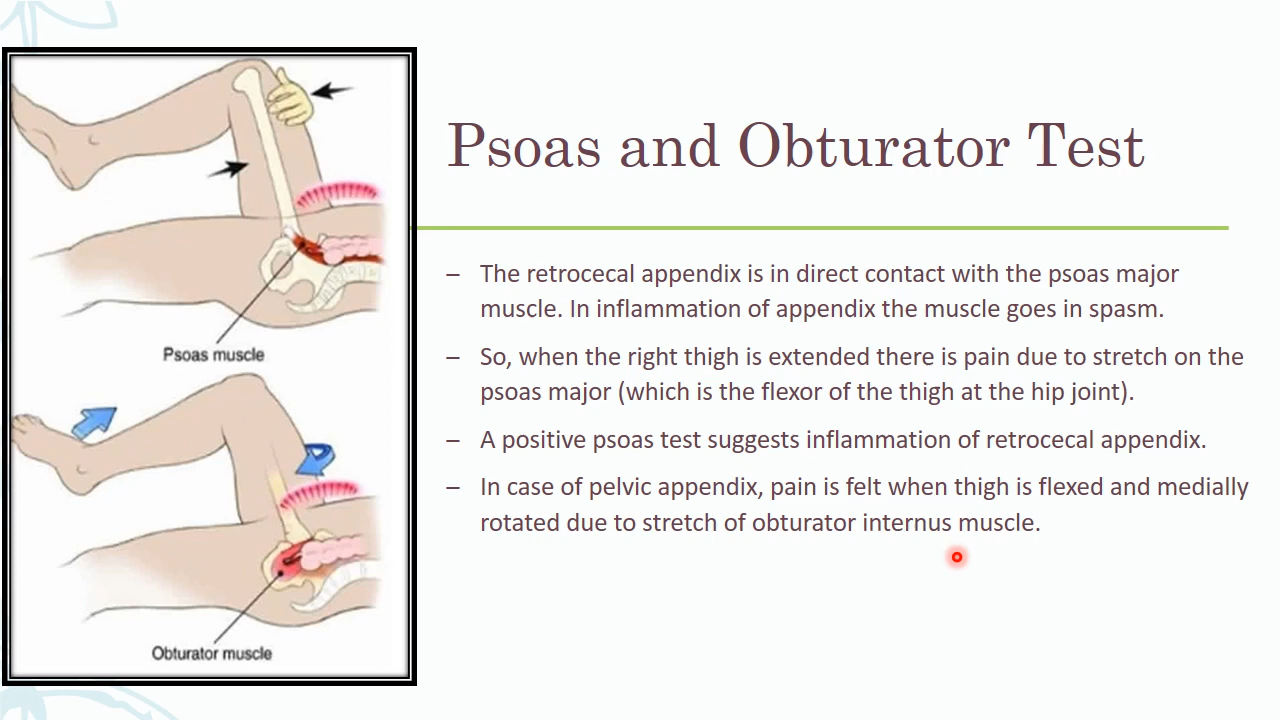 Psoas and Obturator Test
– The retrocecal appendix is in direct contact with the psoas major
muscle. In inflammation of appendix the muscle goes in spasm.
– So, when the right thigh is extended there is pain due to stretch on the
psoas major (which is the flexor of the thigh at the hip joint).
– A positive psoas test suggests inflammation of retrocecal appendix.
– In case of pelvic appendix, pain is felt when thigh is flexed and medially
rotated due to stretch of obturator internus muscle.
Psoas muscle
Obturator muscle